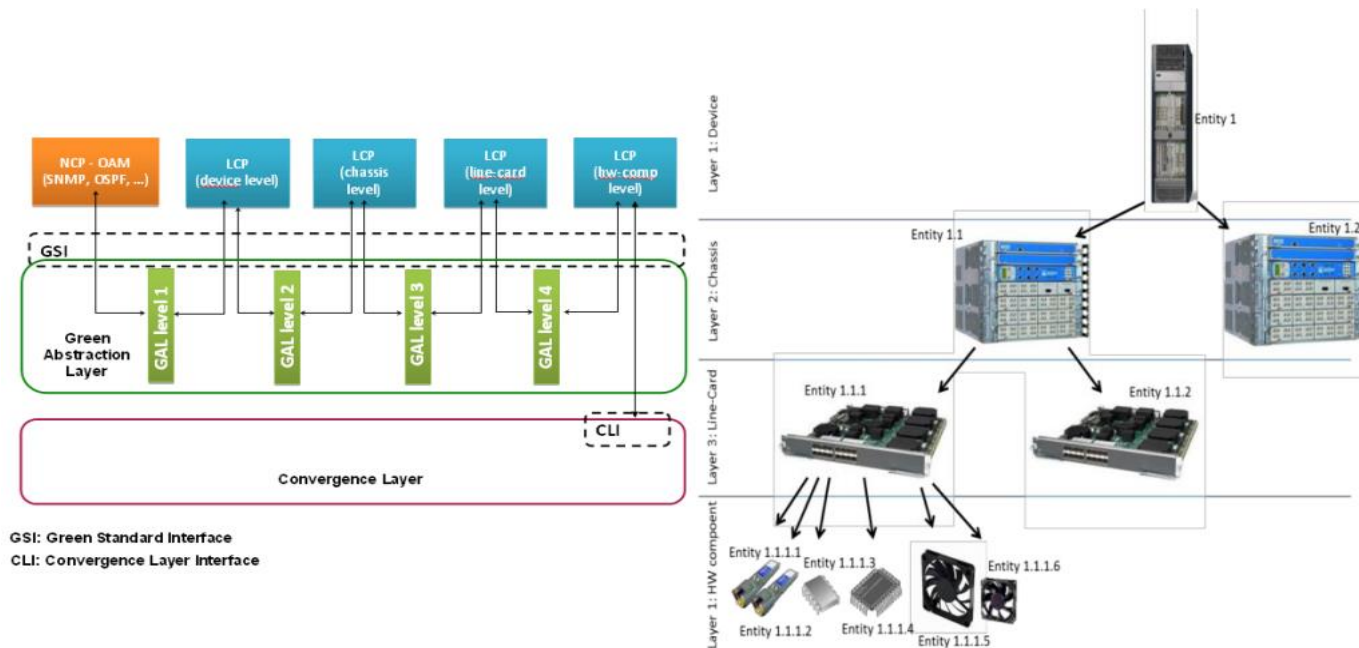 NCP - OAM
(SNMP, OSPF, ...)
LCP
(device level)
LCP
(chassis
level)
LCP
(line-card
level)
LCP
(hw-comp
level)
GSI
GAL level 1
GAL level 2
GAL level 3
GAL level 4
Green
Abstraction
Layer
CLI
Convergence Layer
GSI: Green Standard Interface
CLI: Convergence Layer Interface
Layer 1: Device
Entity 1
Layer 2: Chassis
Entity 1.1
Entity 1.2
Layer 3: Line-Card
Entity 1.1.1
Entity 1.1.2
Layer 1: HW compoent
Entity 1.1.1.1
Entity 1.1.1.3
Entity 1.1.1.6
Entity 1.1.1.2
Entity 1.1.1.4
Entity 1.1.1.5